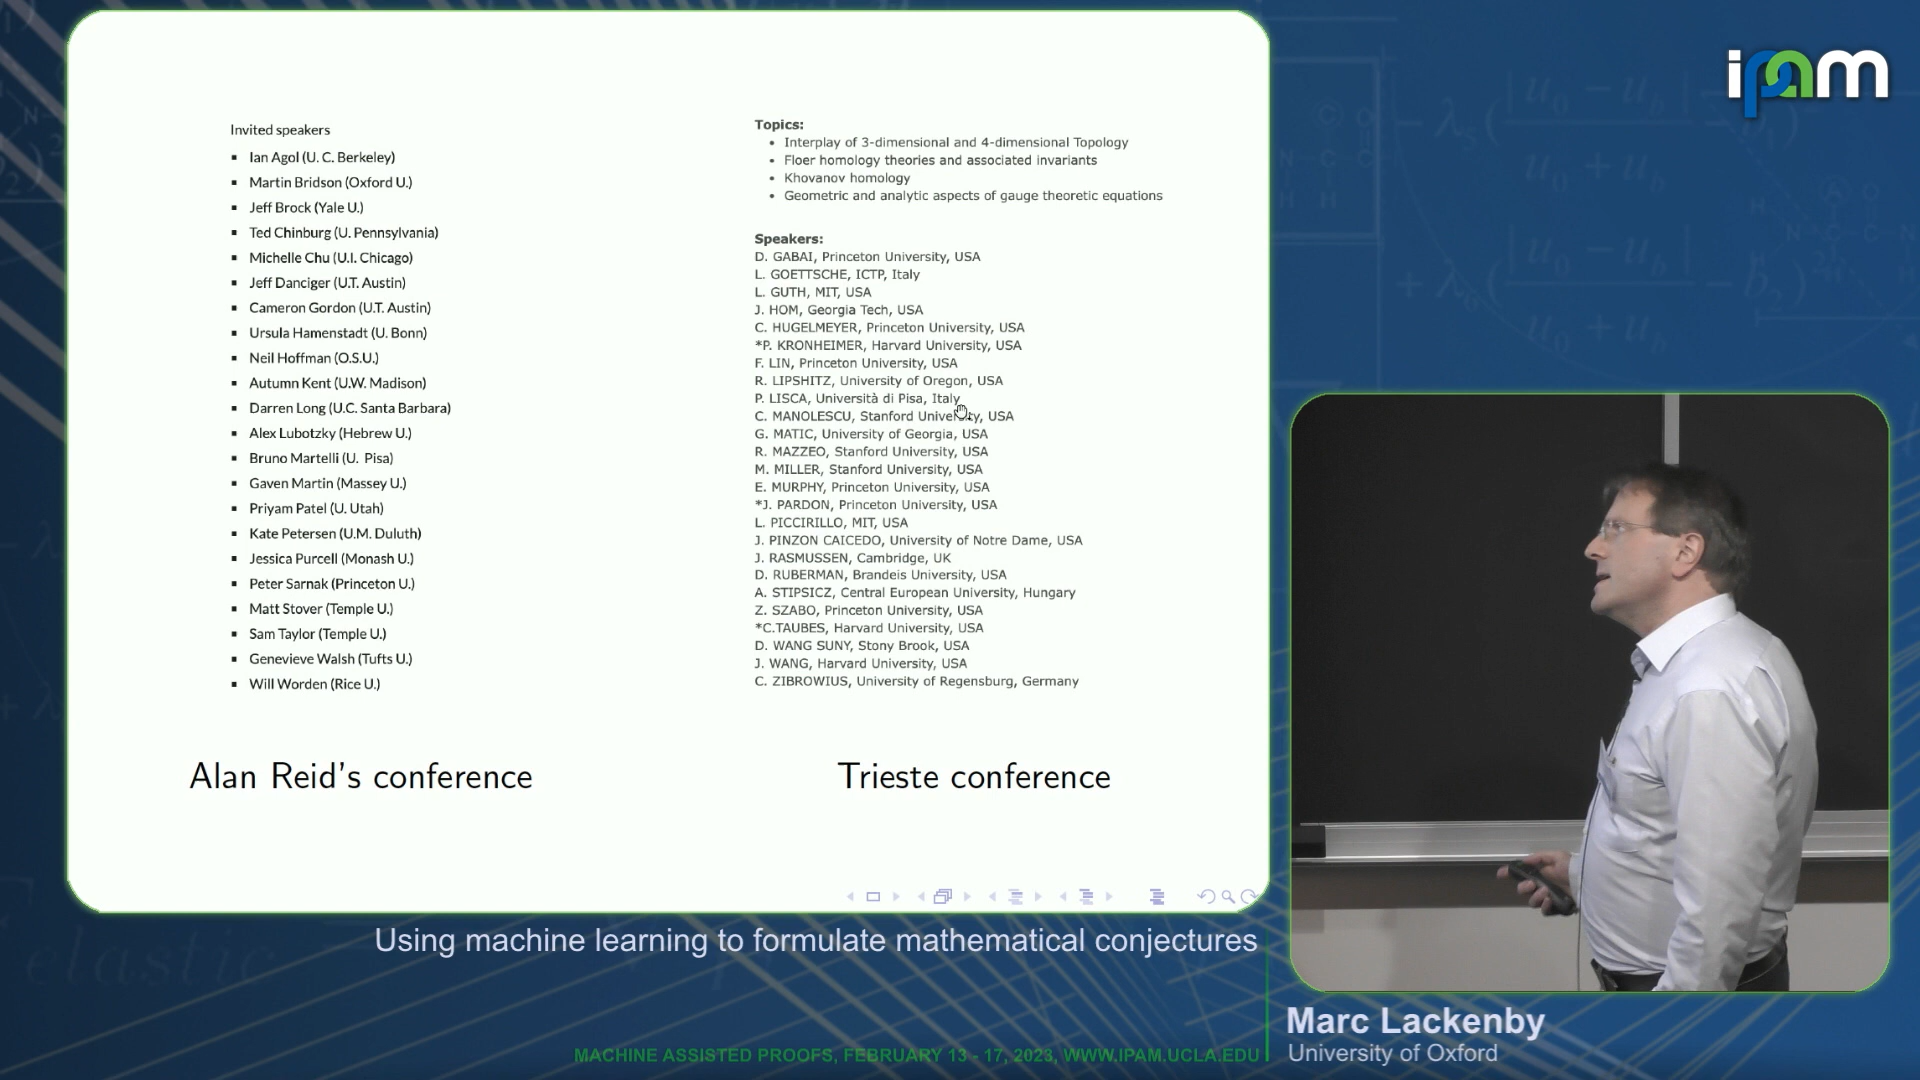 Invited speakers
▪ Ian Agol (U. C. Berkeley)
▪ Martin Bridson (Oxford U.)
▪ Jeff Brock (Yale U.)
▪ Ted Chinburg (U. Pennsylvania)
▪ Michelle Chu (U.I. Chicago)
▪ Jeff Danciger (U.T. Austin)
▪ Cameron Gordon (U.T. Austin)
▪ Ursula Hamenstadt (U. Bonn)
▪ Neil Hoffman (O.S.U.)
▪ Autumn Kent (U.W. Madison)
▪ Darren Long (U.C. Santa Barbara)
▪ Alex Lubotzky (Hebrew U.)
▪ Bruno Martelli (U. Pisa)
▪ Gaven Martin (Massey U.)
▪ Priyam Patel (U. Utah)
▪ Kate Petersen (U.M. Duluth)
▪ Jessica Purcell (Monash U.)
▪ Peter Sarnak (Princeton U.)
▪ Matt Stover (Temple U.)
▪ Sam Taylor (Temple U.)
▪ Genevieve Walsh (Tufts U.)
▪ Will Worden (Rice U.)
Alan Reid's conference
Topics:
• Interplay of 3-dimensional and 4-dimensional Topology
• Floer homology theories and associated invariants
• Khovanov homology
• Geometric and analytic aspects of gauge theoretic equations
Speakers:
D. GABAI, Princeton University, USA
L. GOETTSCHE, ICTP, Italy
L. GUTH, MIT, USA
J. HOM, Georgia Tech, USA
C. HUGELMEYER, Princeton University, USA
*P. KRONHEIMER, Harvard University, USA
F. LIN, Princeton University, USA
R. LIPSHITZ, University of Oregon, USA
P. LISCA, Università di Pisa, Italy
C. MANOLESCU, Stanford University, USA
G. MATIC, University of Georgia, USA
R. MAZZEO, Stanford University, USA
M. MILLER, Stanford University, USA
E. MURPHY, Princeton University, USA
*J. PARDON, Princeton University, USA
L. PICCIRILLO, MIT, USA
J. PINZON CAICEDO, University of Notre Dame, USA
J. RASMUSSEN, Cambridge, UK
D. RUBERMAN, Brandeis University, USA
A. STIPSICZ, Central European University, Hungary
Z. SZABO, Princeton University, USA
*C.TAUBES, Harvard University, USA
D. WANG SUNY, Stony Brook, USA
J. WANG, Harvard University, USA
C. ZIBROWIUS, University of Regensburg, Germany
Trieste conference
ipam
Using machine learning to formulate mathematical conjectures
Marc Lackenby
University of Oxford
MACHINE ASSISTED PROOFS, FEBRUARY 13 - 17, 2023, WWW.IPAM.UCLA.EDU
elastic